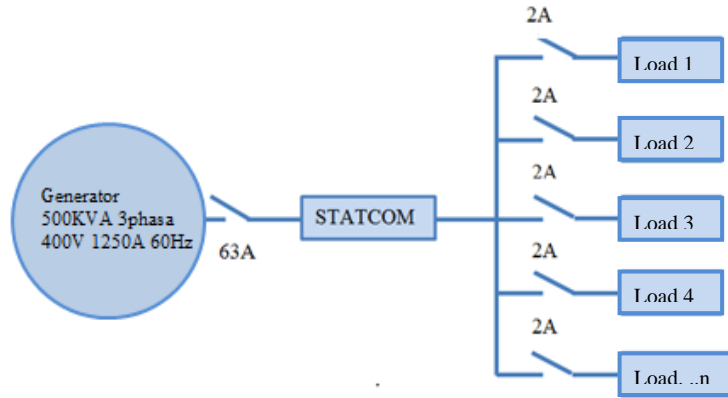 2A
Load 1
2A
Load 2
Generator
500KVA 3phasa
400V 1250A 60Hz
63A
STATCOM
2A
Load 3
2A
Load 4
2A
Load. ..n